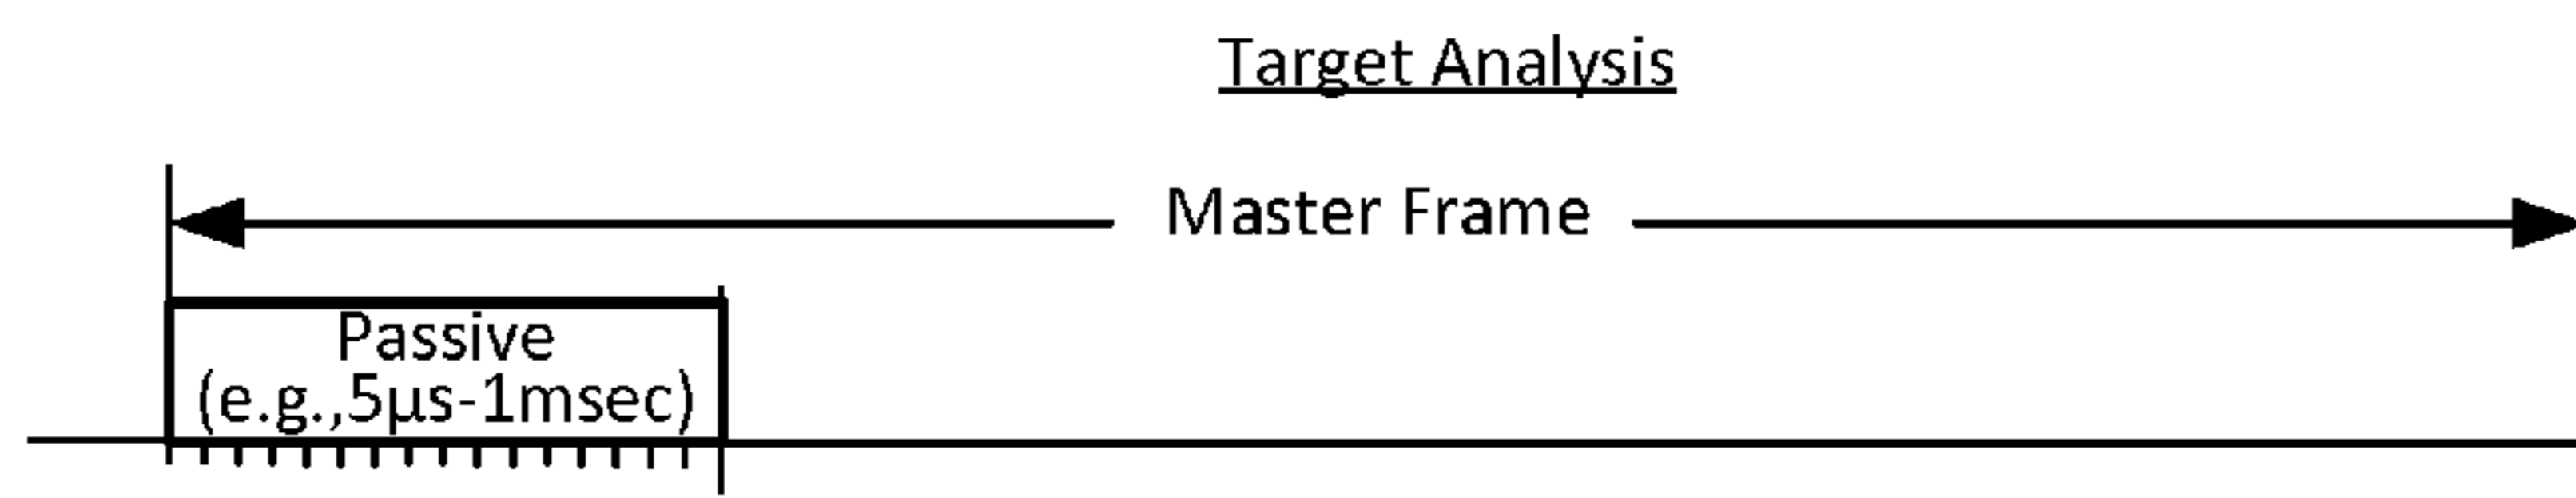 Target Analysis
Master Frame
Passive
(e.g.,5µs-1msec)